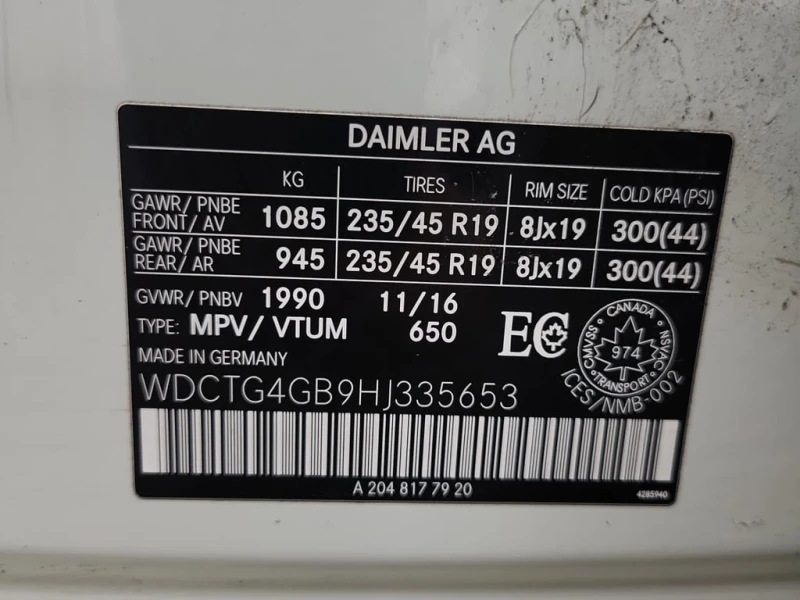 DAIMLER AG
KG TIRES RIM SIZE COLD KPA (PSI)
GAWR/ PNBE FRONT/ AV 1085 235/45 R19 8Jx19 300(44)
GAWR/ PNBE REAR/ AR 945 235/45 R19 8Jx19 300(44)
GVWR/ PNBV 1990 11/16
TYPE: MPV/ VTUM 650
EC
CANADA
CMVSS 974 NSVAC
TRANSPORT
ICES/NMB-002
MADE IN GERMANY
WDCTG4GB9HJ335653
A 204 817 79 20
4285940